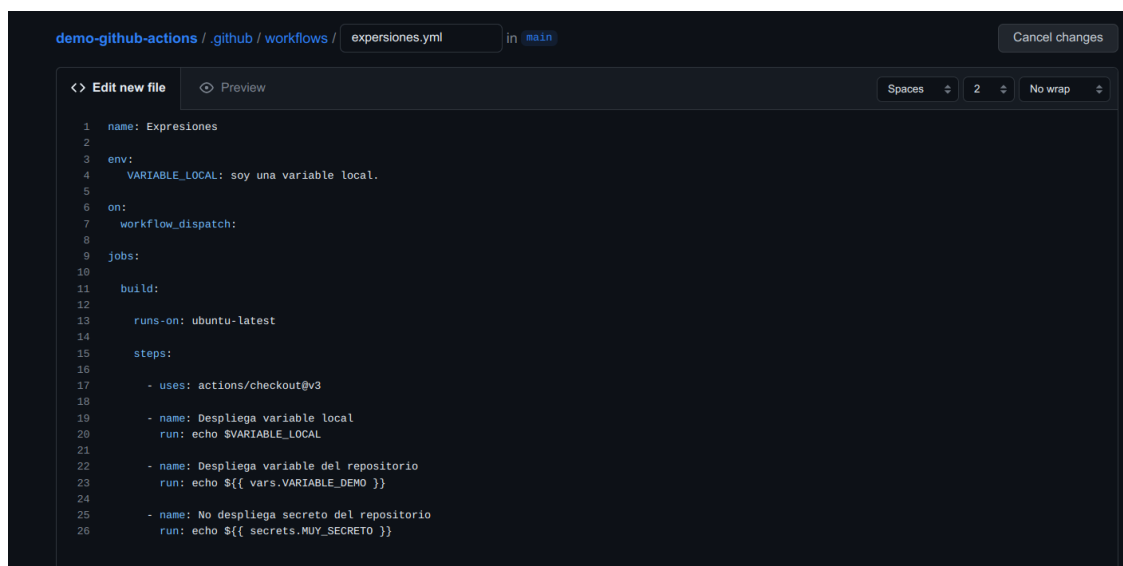 demo-github-actions / .github / workflows / expersiones.yml in main Cancel changes
<> Edit new file Preview Spaces 2 No wrap
1 name: Expresiones
2
3 env:
4 VARIABLE_LOCAL: soy una variable local.
5
6 on:
7 workflow_dispatch:
8
9 jobs:
10
11 build:
12
13 runs-on: ubuntu-latest
14
15 steps:
16
17 - uses: actions/checkout@v3
18
19 - name: Despliega variable local
20 run: echo $VARIABLE_LOCAL
21
22 - name: Despliega variable del repositorio
23 run: echo ${{ vars.VARIABLE_DEMO }}
24
25 - name: No despliega secreto del repositorio
26 run: echo ${{ secrets.MUY_SECRETO }}